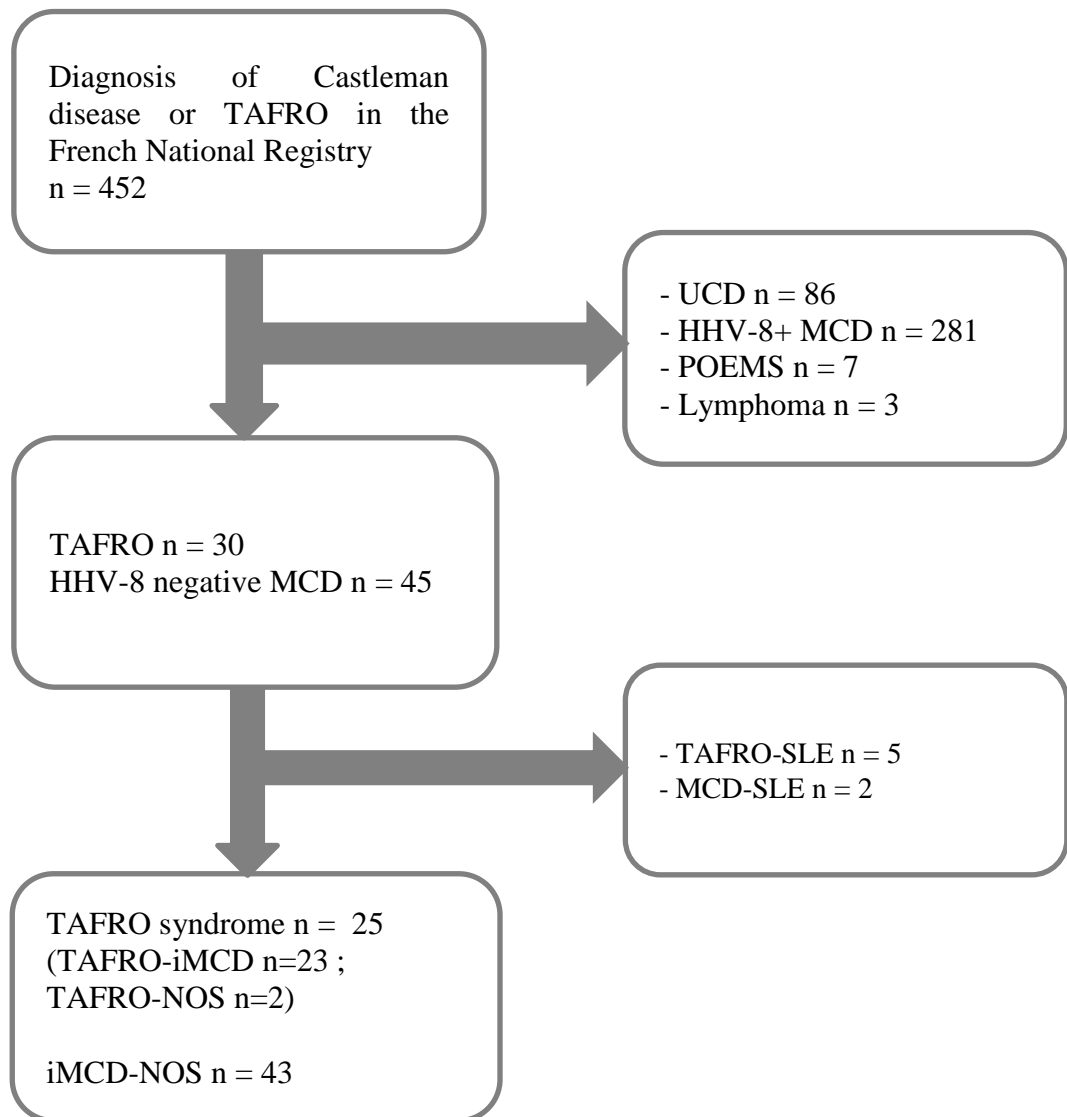 Diagnosis of Castleman
disease or TAFRO in the
French National Registry
n = 452
- UCD n = 86
- HHV-8+ MCD n = 281
- POEMS n = 7
- Lymphoma n = 3
TAFRO n = 30
HHV-8 negative MCD n = 45
- TAFRO-SLE n = 5
- MCD-SLE n = 2
TAFRO syndrome n = 25
(TAFRO-iMCD n=23 ;
TAFRO-NOS n=2)
iMCD-NOS n = 43